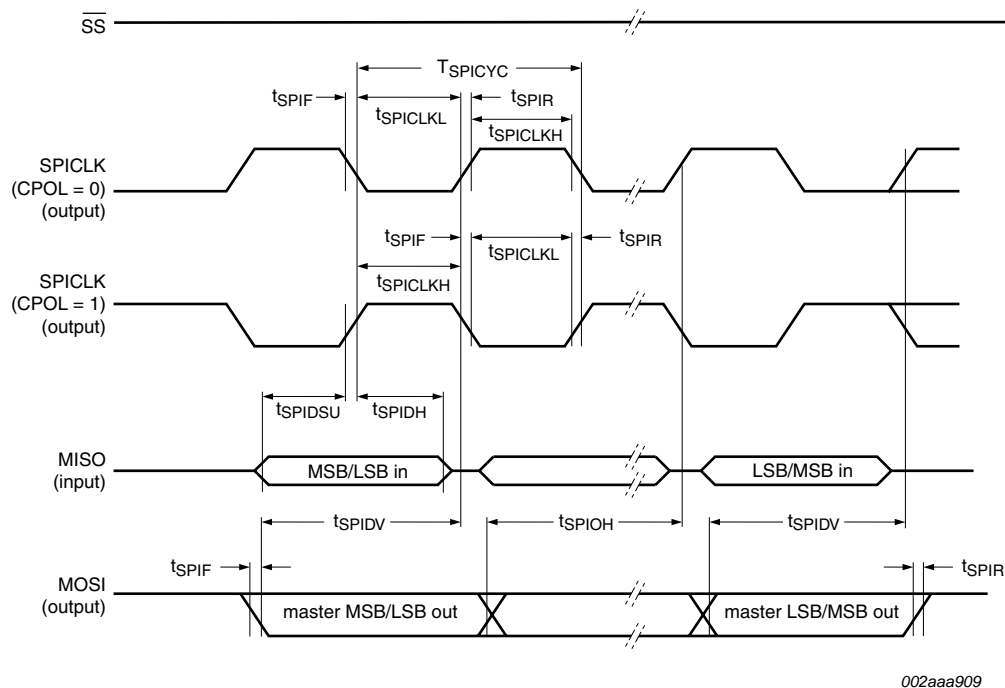 SS
TSPICYC
tSPIF
tSPIR
tSPICLKL
tSPICLKH
SPICLK
(CPOL = 0)
(output)
tSPIF
tSPIR
tSPICLKL
tSPICLKH
SPICLK
(CPOL = 1)
(output)
tSPIDSU
tSPIDH
MISO
(input)
MSB/LSB in
LSB/MSB in
tSPIDV
tSPIOH
tSPIDV
tSPIF
tSPIR
MOSI
(output)
master MSB/LSB out
master LSB/MSB out
002aaa909